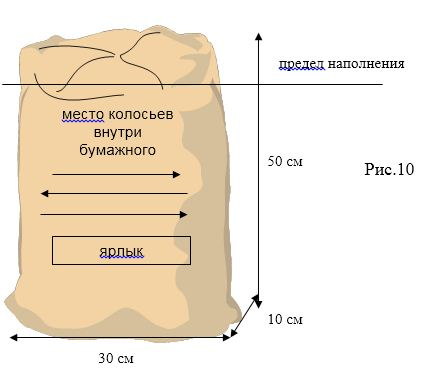 предел наполнения
место колосьев
внутри
бумажного
50 см
Рис.10
ярлык
10 см
30 см